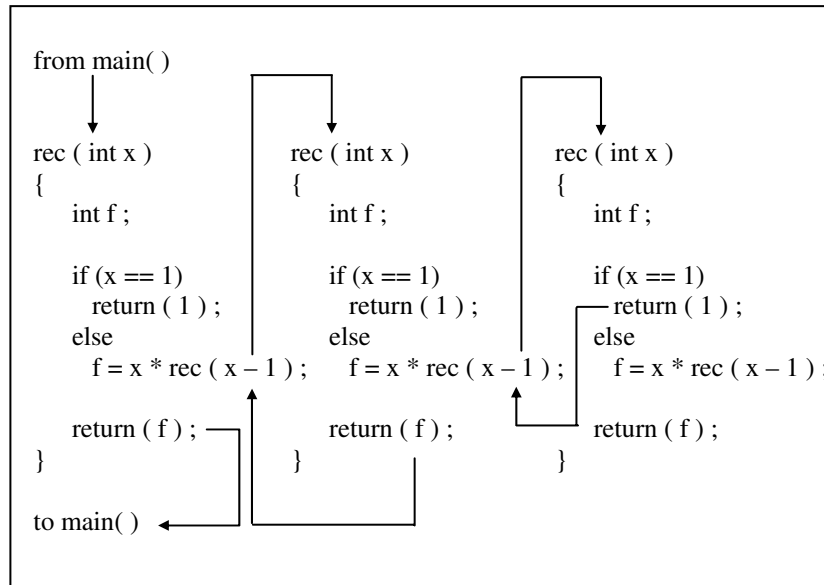 from main( )
rec ( int x )
{
int f ;
if (x == 1)
return ( 1 ) ;
else
f = x * rec ( x – 1 ) ;
return ( f ) ;
}
to main( )
rec ( int x )
{
int f ;
if (x == 1)
return ( 1 ) ;
else
f = x * rec ( x – 1 ) ;
return ( f ) ;
}
rec ( int x )
{
int f ;
if (x == 1)
return ( 1 ) ;
else
f = x * rec ( x – 1 ) ;
return ( f ) ;
}